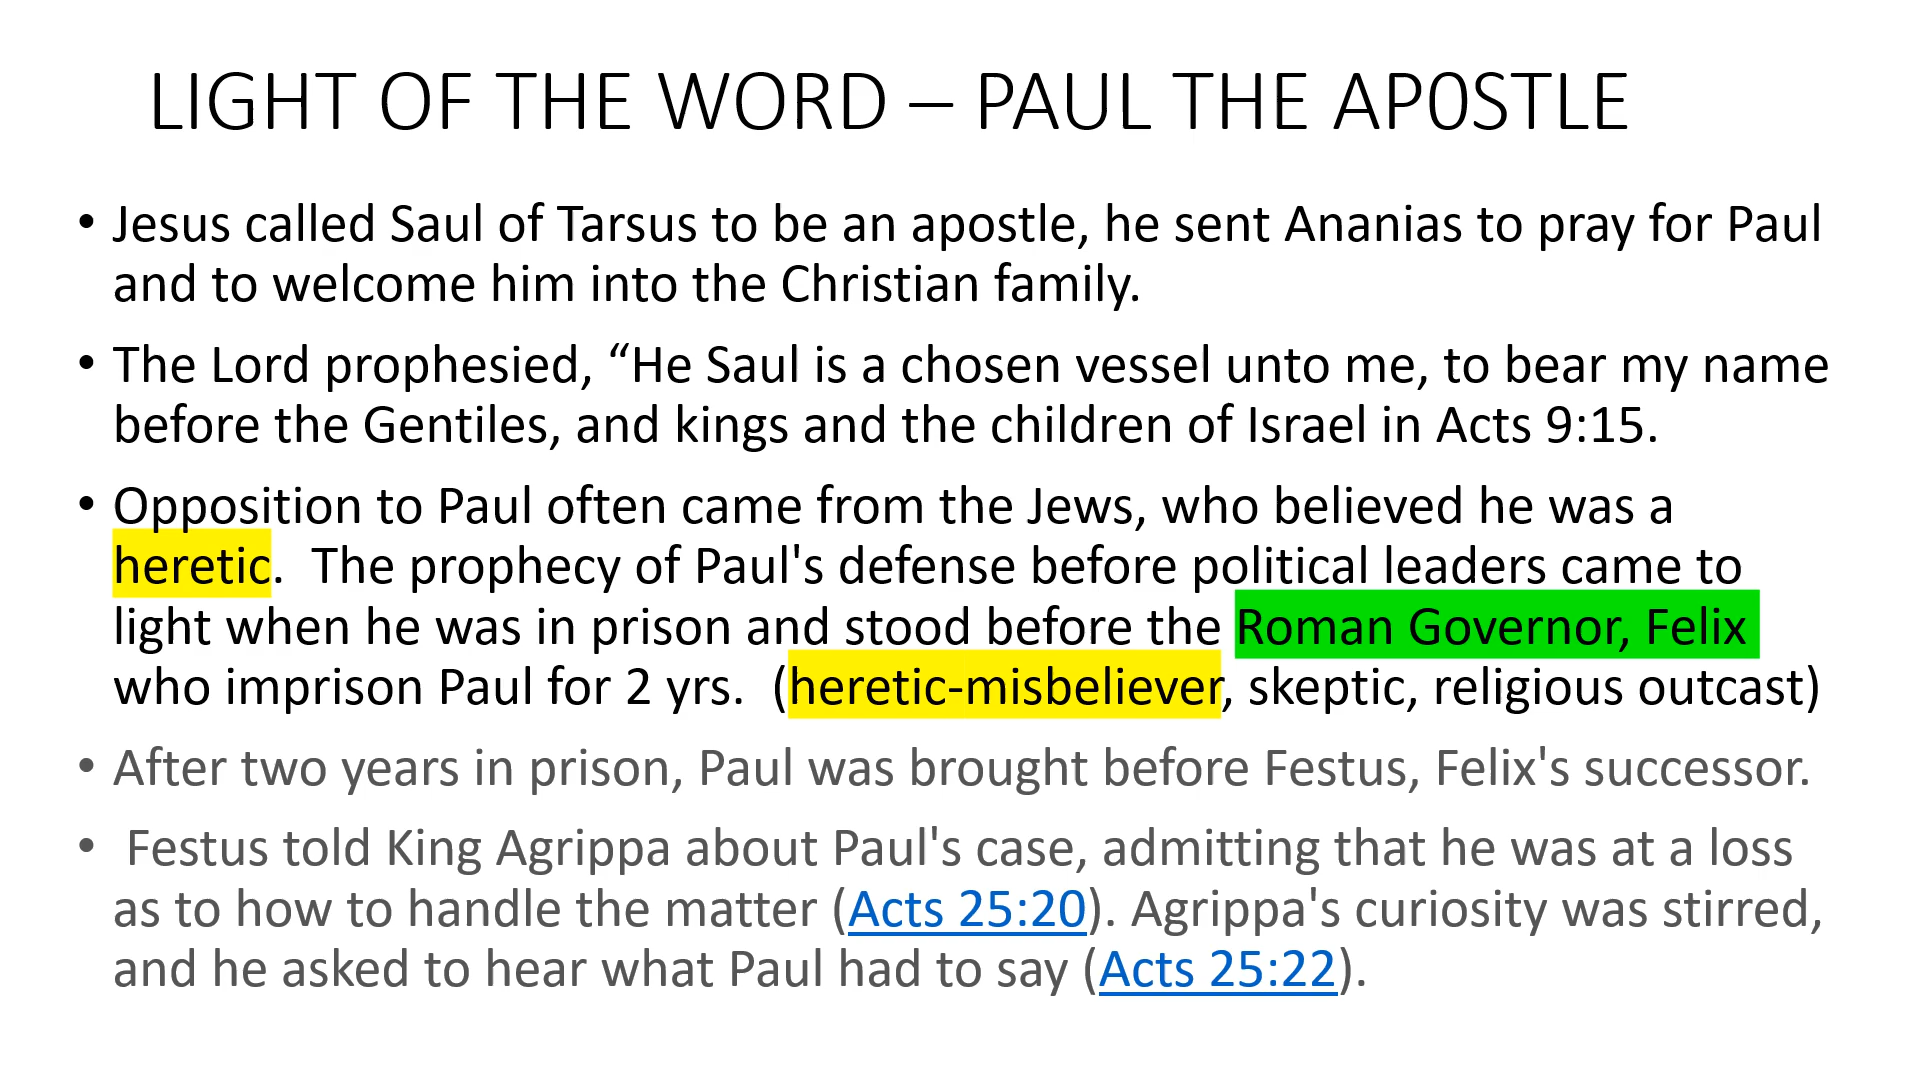 LIGHT OF THE WORD – PAUL THE AP0STLE
• Jesus called Saul of Tarsus to be an apostle, he sent Ananias to pray for Paul
and to welcome him into the Christian family.
• The Lord prophesied, “He Saul is a chosen vessel unto me, to bear my name
before the Gentiles, and kings and the children of Israel in Acts 9:15.
• Opposition to Paul often came from the Jews, who believed he was a
heretic.  The prophecy of Paul's defense before political leaders came to
light when he was in prison and stood before the Roman Governor, Felix
who imprison Paul for 2 yrs.  (heretic-misbeliever, skeptic, religious outcast)
• After two years in prison, Paul was brought before Festus, Felix's successor.
•  Festus told King Agrippa about Paul's case, admitting that he was at a loss
as to how to handle the matter (Acts 25:20). Agrippa's curiosity was stirred,
and he asked to hear what Paul had to say (Acts 25:22).